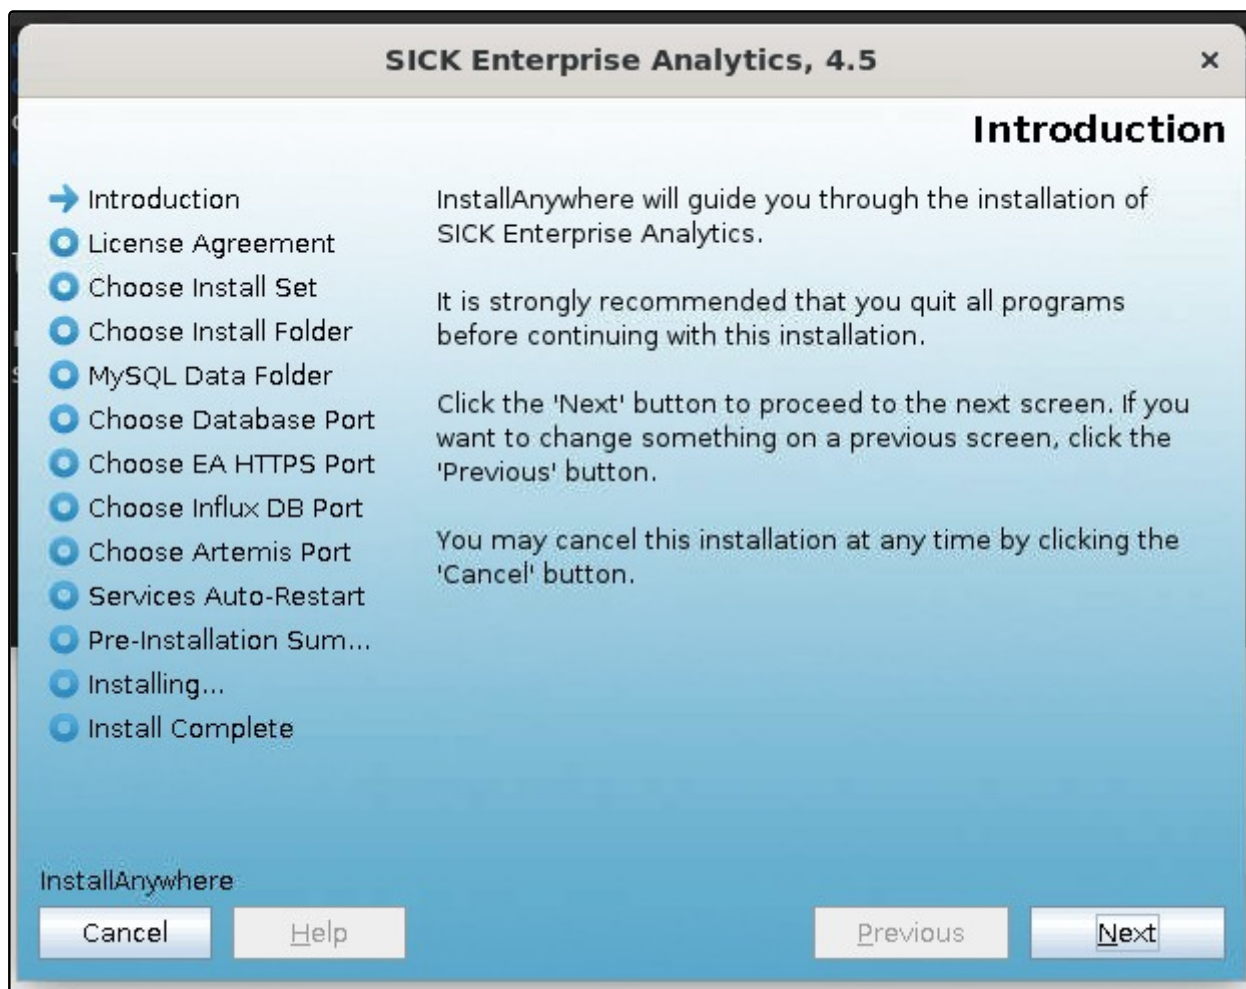 SICK Enterprise Analytics, 4.5
Introduction
Introduction
License Agreement
Choose Install Set
Choose Install Folder
MySQL Data Folder
Choose Database Port
Choose EA HTTPS Port
Choose Influx DB Port
Choose Artemis Port
Services Auto-Restart
Pre-Installation Sum...
Installing...
Install Complete
InstallAnywhere will guide you through the installation of
SICK Enterprise Analytics.
It is strongly recommended that you quit all programs
before continuing with this installation.
Click the 'Next' button to proceed to the next screen. If you
want to change something on a previous screen, click the
'Previous' button.
You may cancel this installation at any time by clicking the
'Cancel' button.
InstallAnywhere
Cancel
Help
Previous
Next